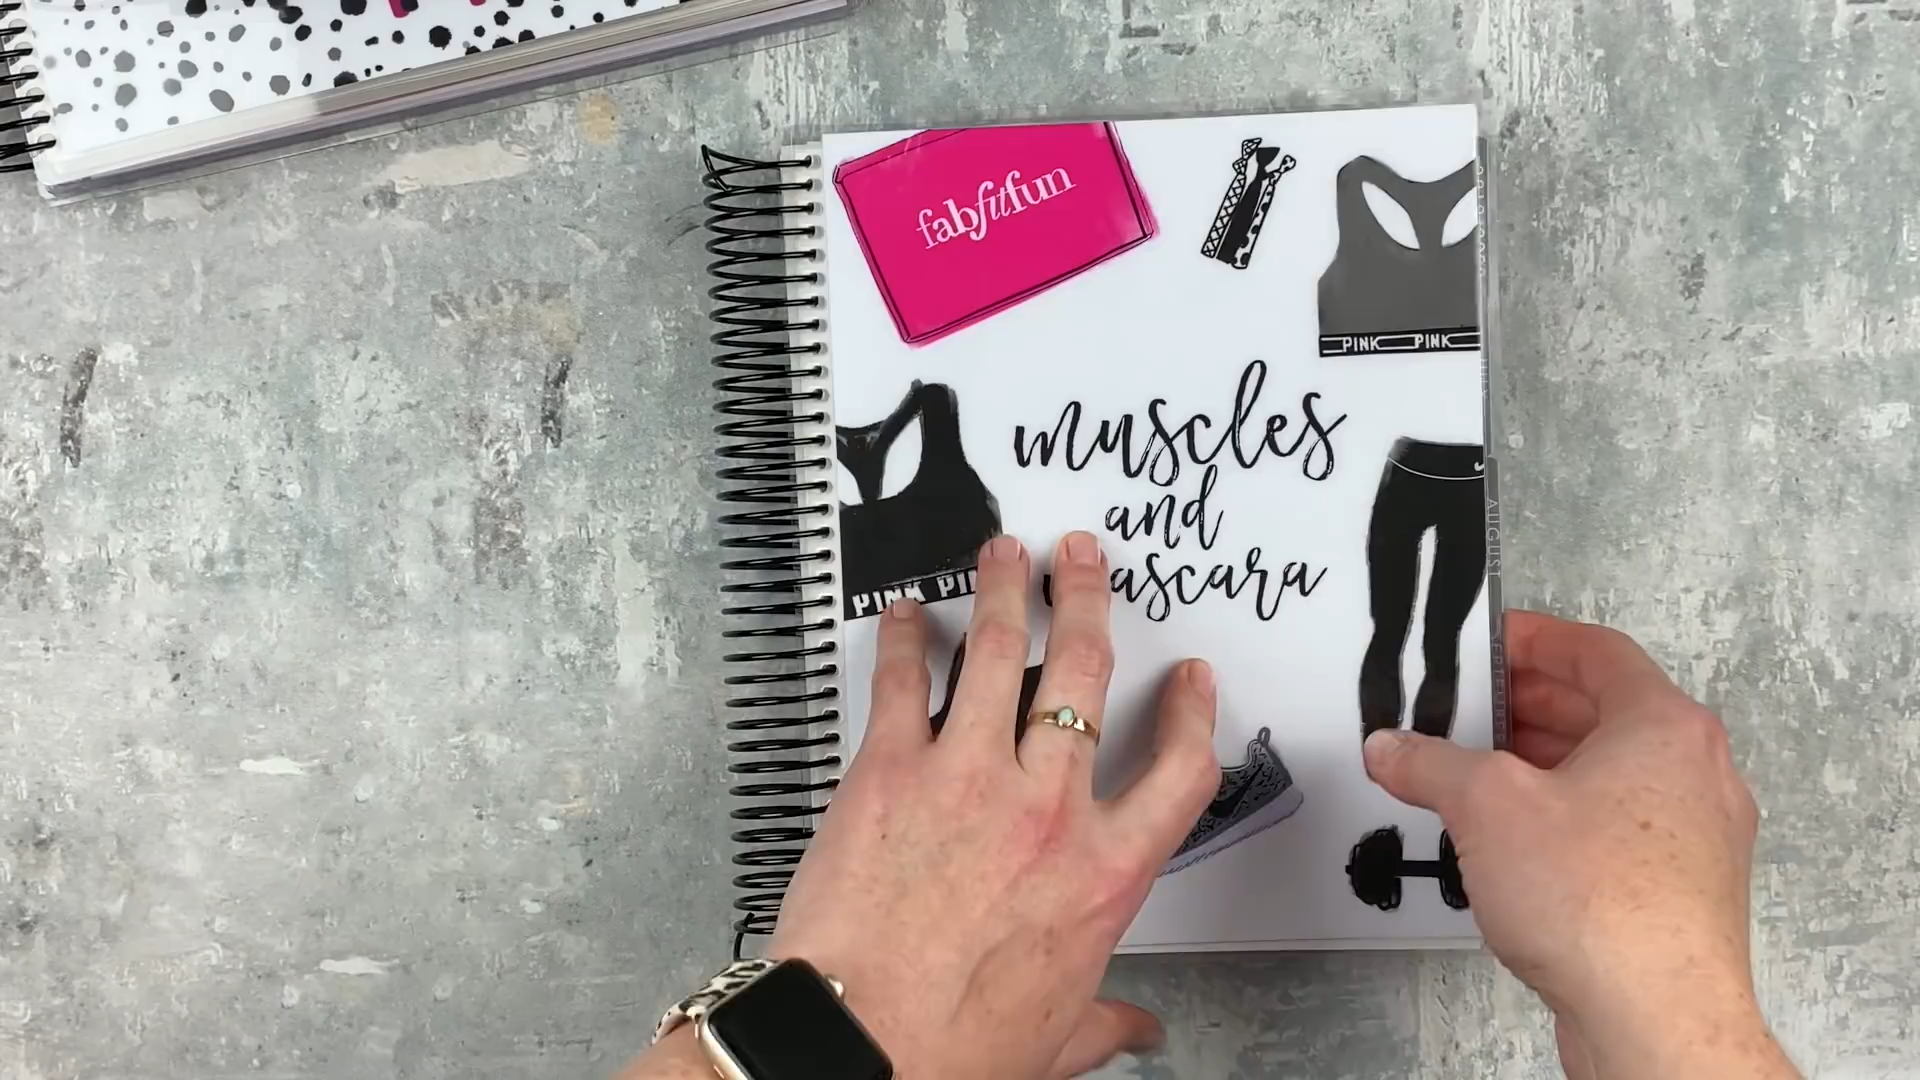 fabfitfun
PINK PINK
muscles
and
ascara
PINK PI
AUGUST